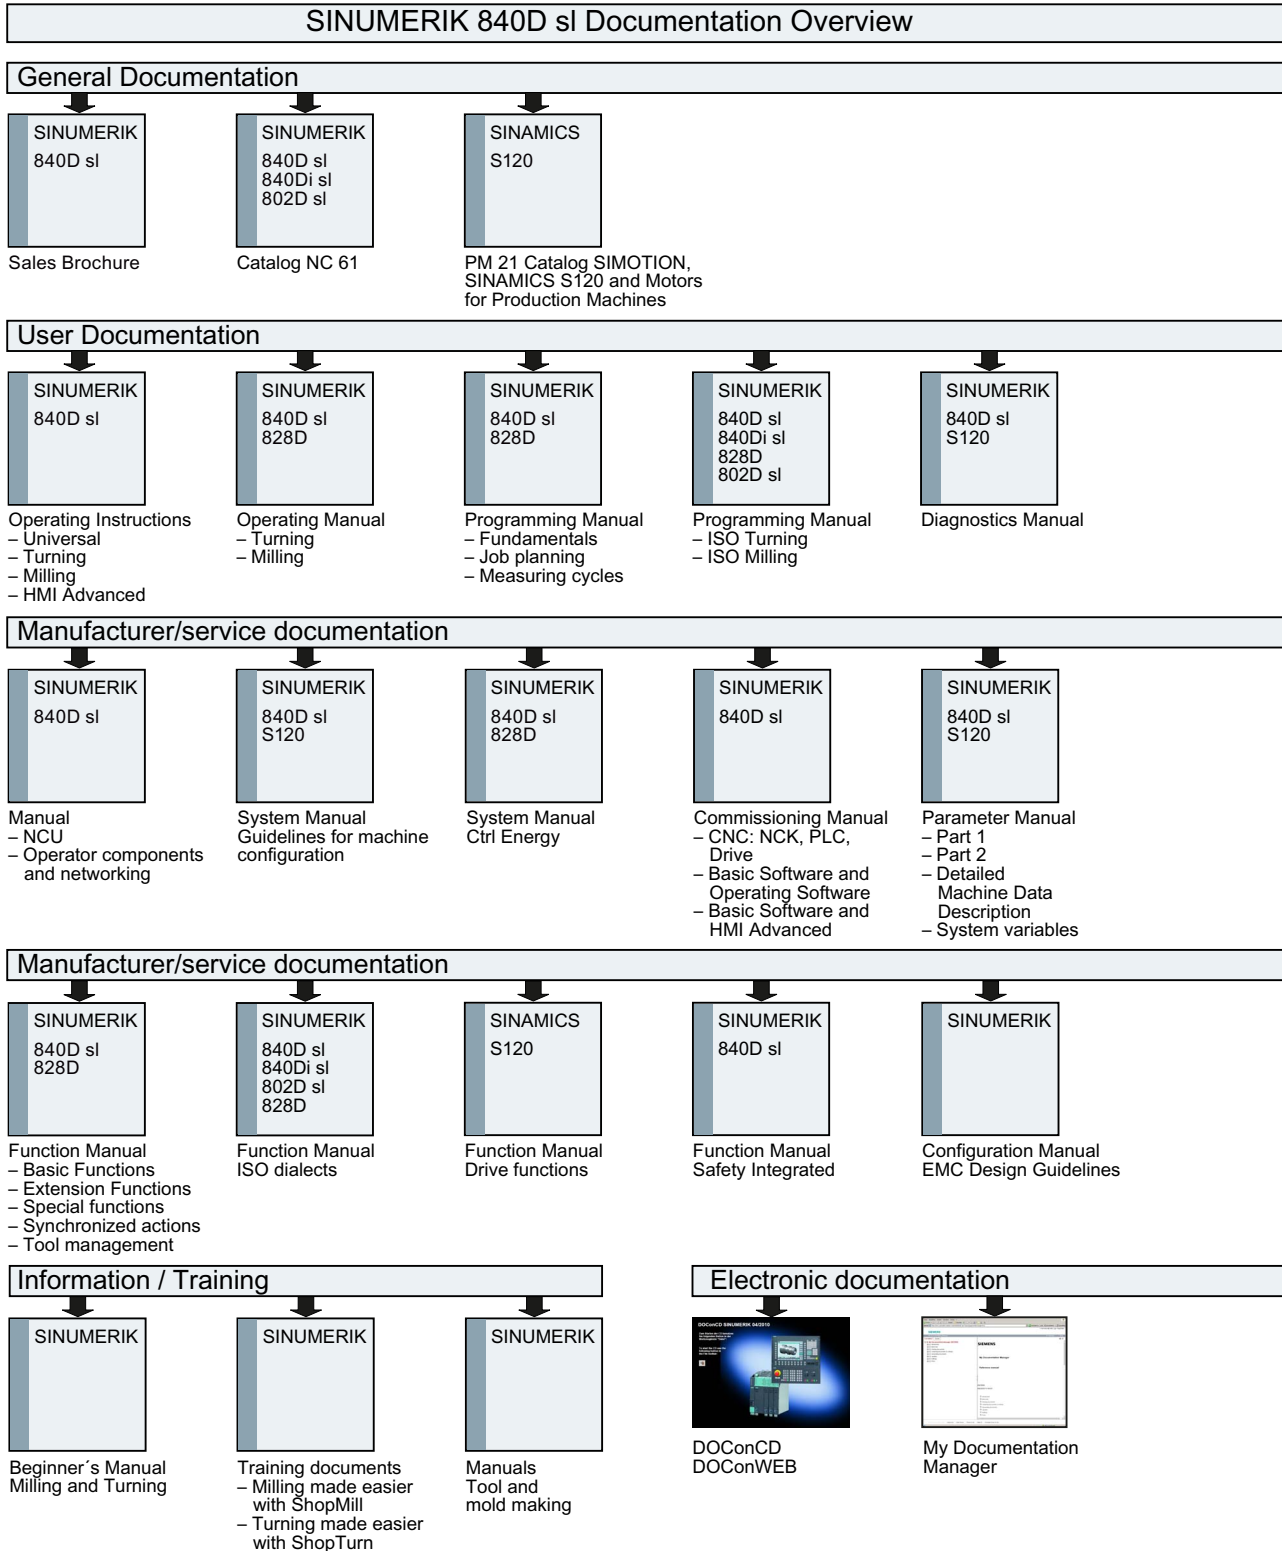 SINUMERIK 840D sl Documentation Overview
General Documentation
SINUMERIK
840D sl
Sales Brochure
SINUMERIK
840D sl
840Di sl
802D sl
Catalog NC 61
SINAMICS
S120
PM 21 Catalog SIMOTION,
SINAMICS S120 and Motors
for Production Machines
User Documentation
SINUMERIK
840D sl
Operating Instructions
– Universal
– Turning
– Milling
– HMI Advanced
SINUMERIK
840D sl
828D
Operating Manual
– Turning
– Milling
SINUMERIK
840D sl
828D
Programming Manual
– Fundamentals
– Job planning
– Measuring cycles
SINUMERIK
840D sl
840Di sl
828D
802D sl
Programming Manual
– ISO Turning
– ISO Milling
SINUMERIK
840D sl
S120
Diagnostics Manual
Manufacturer/service documentation
SINUMERIK
840D sl
Manual
– NCU
– Operator components
and networking
SINUMERIK
840D sl
S120
System Manual
Guidelines for machine
configuration
SINUMERIK
840D sl
828D
System Manual
Ctrl Energy
SINUMERIK
840D sl
Commissioning Manual
– CNC: NCK, PLC,
Drive
– Basic Software and
Operating Software
– Basic Software and
HMI Advanced
SINUMERIK
840D sl
S120
Parameter Manual
– Part 1
– Part 2
– Detailed
Machine Data
Description
– System variables
Manufacturer/service documentation
SINUMERIK
840D sl
828D
Function Manual
– Basic Functions
– Extension Functions
– Special functions
– Synchronized actions
– Tool management
SINUMERIK
840D sl
840Di sl
802D sl
828D
Function Manual
ISO dialects
SINAMICS
S120
Function Manual
Drive functions
SINUMERIK
840D sl
Function Manual
Safety Integrated
SINUMERIK
Configuration Manual
EMC Design Guidelines
Information / Training
SINUMERIK
Beginner´s Manual
Milling and Turning
SINUMERIK
Training documents
– Milling made easier
with ShopMill
– Turning made easier
with ShopTurn
SINUMERIK
Manuals
Tool and
mold making
Electronic documentation
DOConCD SINUMERIK 04/2010
DOConCD
DOConWEB
SIEMENS
My Documentation Manager
My Documentation
Manager